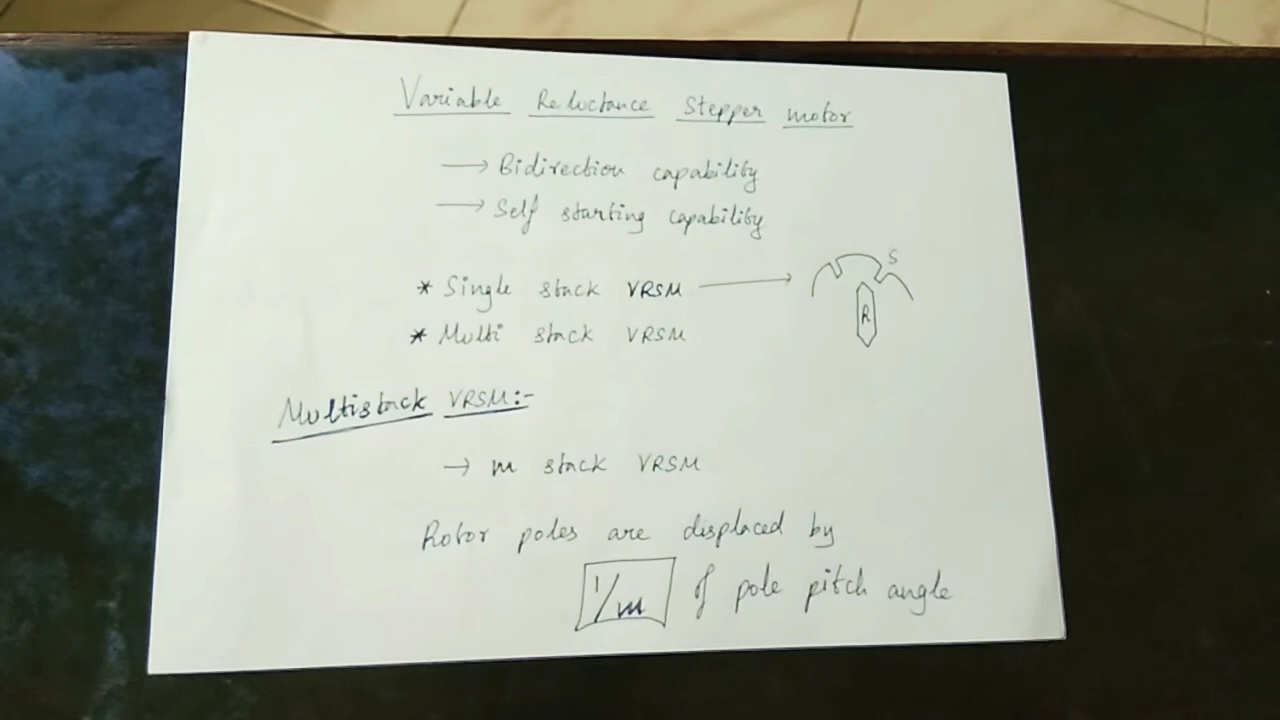 Variable Reluctance Stepper motor
→ Bidirection capability
→ Self starting capability
S
* Single stack VRSM →
R
* Multi stack VRSM
Multistack VRSM:-
→ m stack VRSM
Rotor poles are displaced by
1/m of pole pitch angle